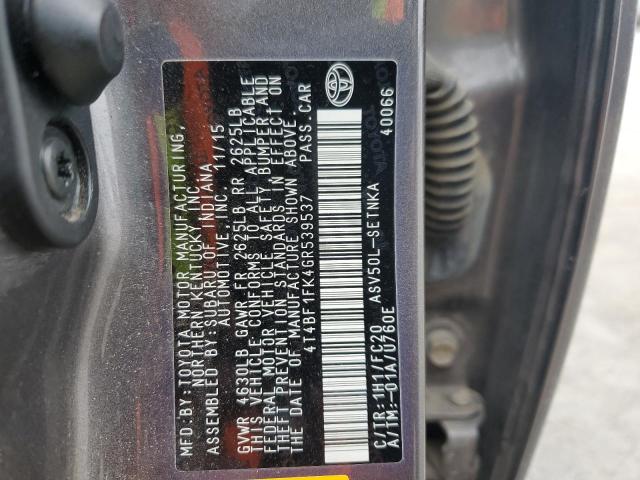 MFD. BY: TOYOTA MOTOR MANUFACTURING,
NORTHERN KENTUCKY, INC.
ASSEMBLED BY: SUBARU OF INDIANA
AUTOMOTIVE, INC. 11/15
GVWR 4630LB GAWR FR 2625LB RR 2625LB
THIS VEHICLE CONFORMS TO ALL APPLICABLE
FEDERAL MOTOR VEHICLE SAFETY, BUMPER, AND
THEFT PREVENTION STANDARDS IN EFFECT ON
THE DATE OF MANUFACTURE SHOWN ABOVE.
4T4BF1FK4GR539537 PASS. CAR
C/TR: 1H1/FC20 ASV50L-SETNKA
A/TM:-01A/U760E
40066
TOYOTA